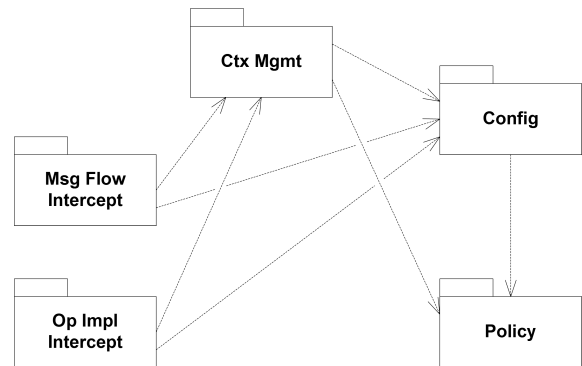 Ctx Mgmt
Config
Msg Flow
Intercept
Op Impl
Intercept
Policy